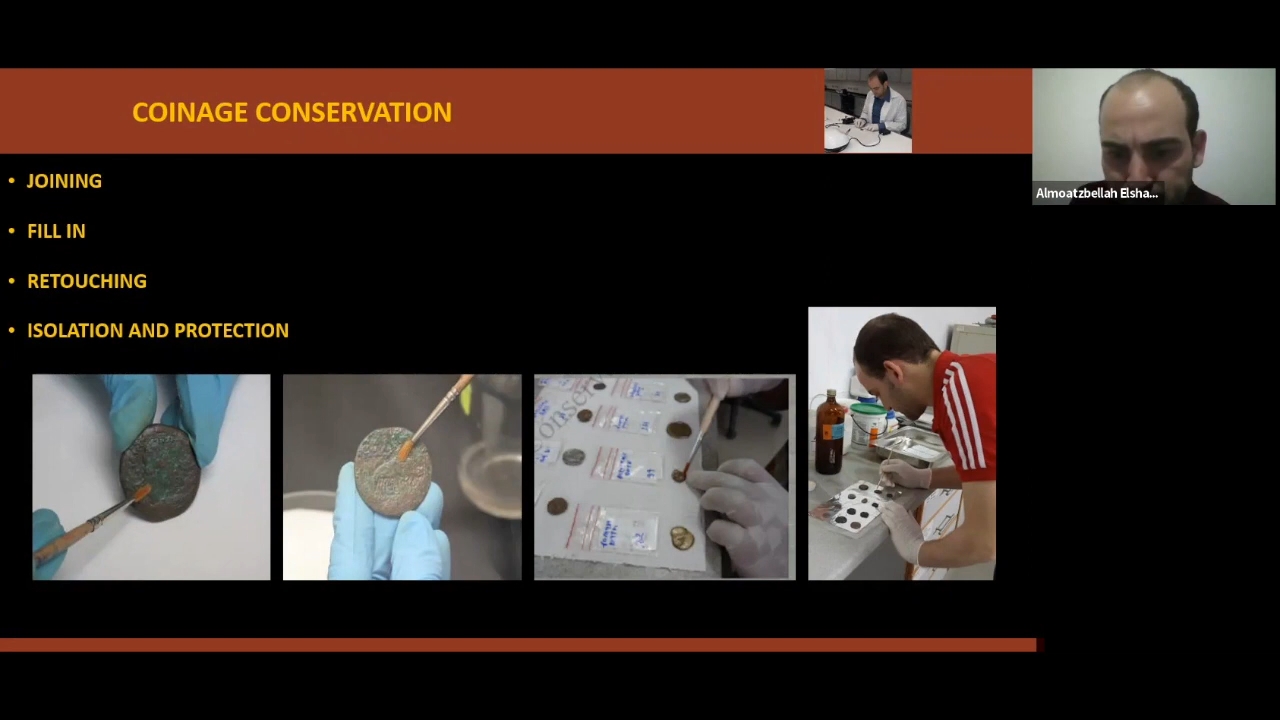 COINAGE CONSERVATION
Almoatzbellah Elsha...
• JOINING
• FILL IN
• RETOUCHING
• ISOLATION AND PROTECTION